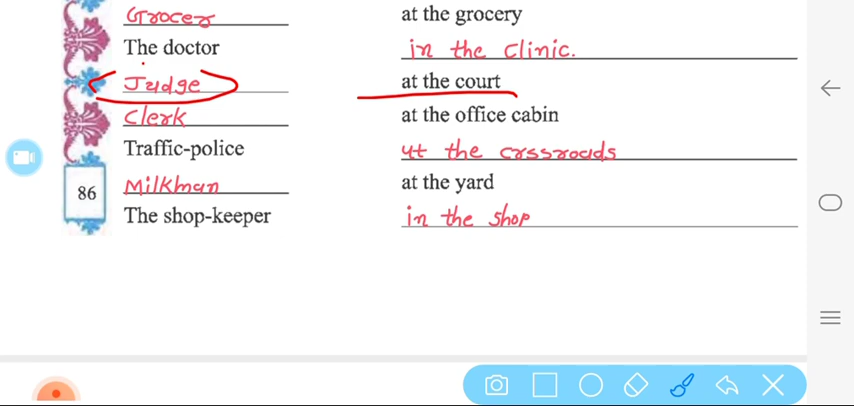 Grocer at the grocery
The doctor in the clinic.
Judge at the court
Clerk at the office cabin
Traffic-police at the crssroads
Milkman at the yard
86
The shop-keeper in the shop